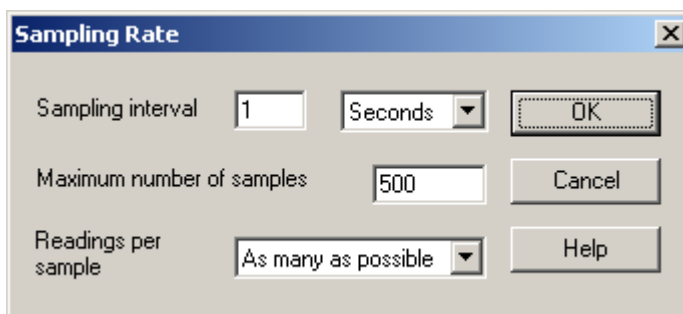 Sampling Rate
Sampling interval 1 Seconds OK
Maximum number of samples 500 Cancel
Readings per
sample As many as possible Help